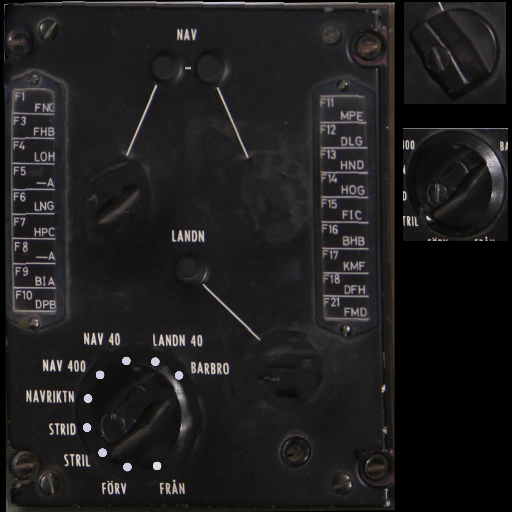 NAV
F1 FNG
F3 FHB
F4 LOH
F5 —A
F6 LNG
F7 HPC
F8 —A
F9 BIA
F10 DPB
F11 MPE
F12 DLG
F13 HND
F14 HOG
F15 FIC
F16 BHB
F17 KMF
F18 DFH
F21 FMD
LANDN
NAV 40
LANDN 40
NAV 400
BARBRO
NAVRIKTN
STRID
STRIL
FÖRV
FRÅN